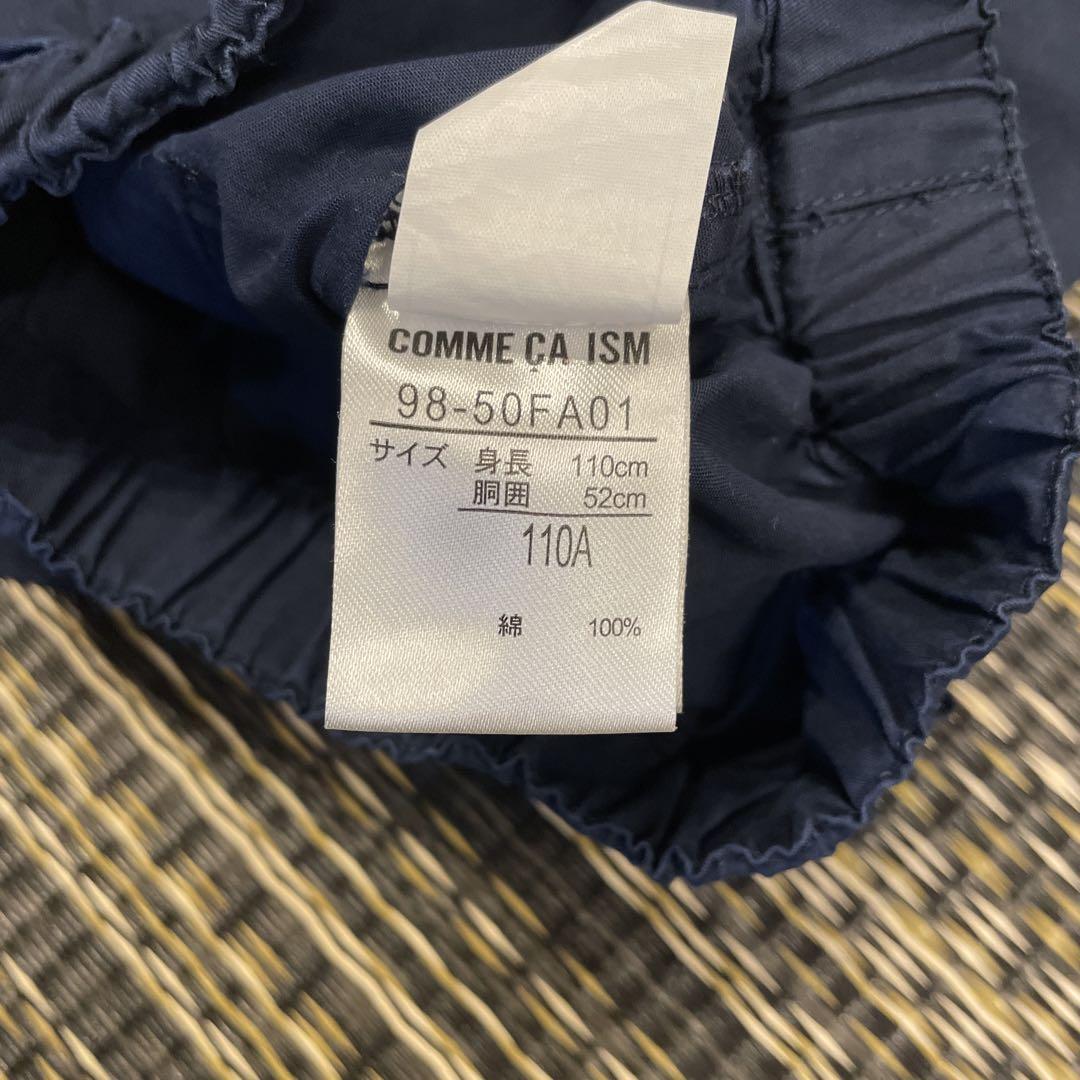 COMME ÇA ISM
98-50FA01
サイズ 身長 110cm
胴囲 52cm
110A
綿 100%